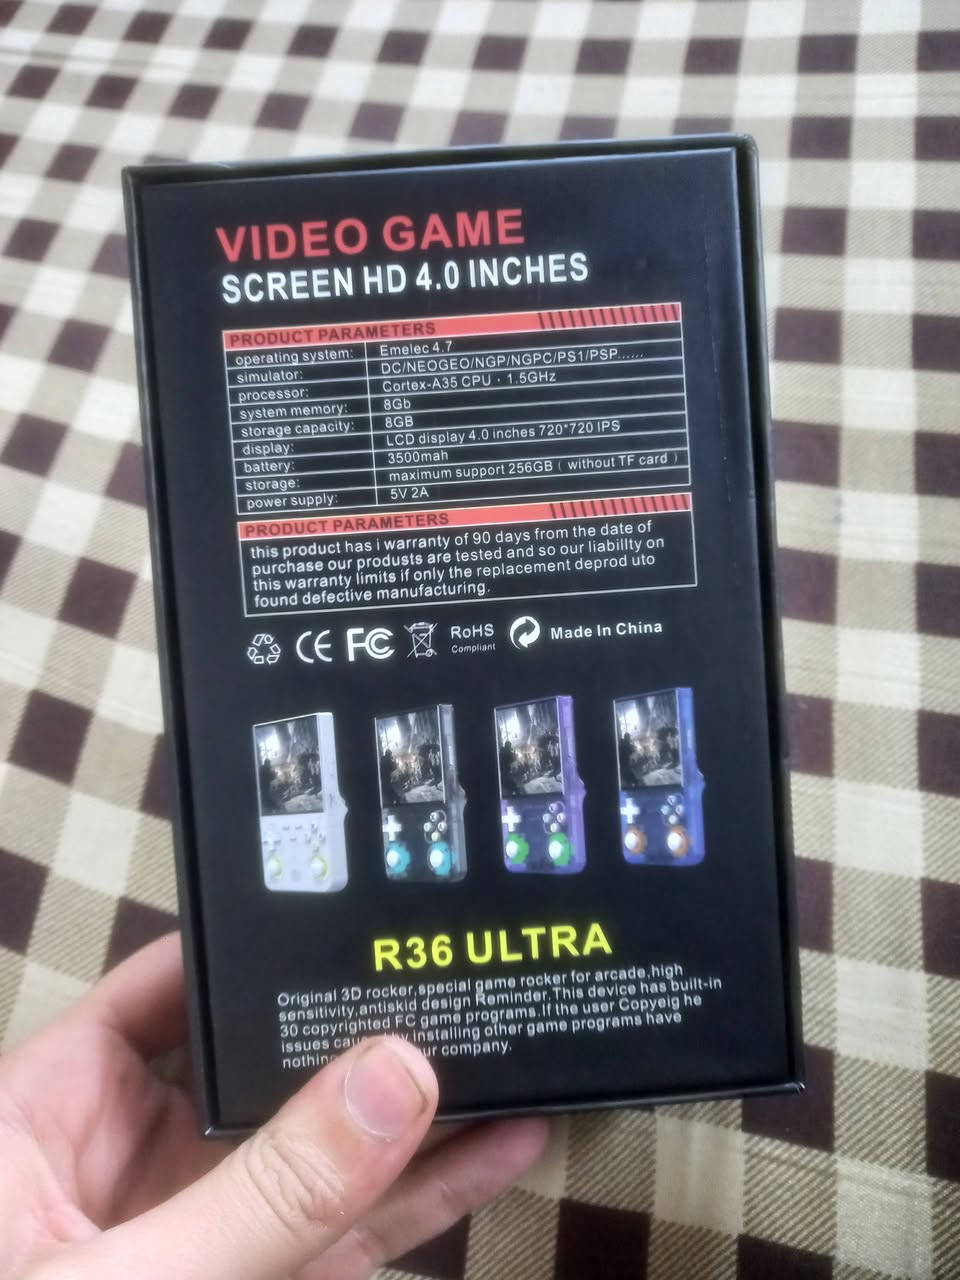 VIDEO GAME
SCREEN HD 4.0 INCHES
PRODUCT PARAMETERS
operating system: Emelec 4.7
simulator: DC/NEOGEO/NGP/NGPC/PS1/PSP......
processor: Cortex-A35 CPU · 1.5GHz
system memory: 8Gb
storage capacity: 8GB
display: LCD display 4.0 inches 720*720 IPS
battery: 3500mah
storage: maximum support 256GB ( without TF card )
power supply: 5V 2A
PRODUCT PARAMETERS
this product has i warranty of 90 days from the date of
purchase our produsts are tested and so our liabillty on
this warranty limits if only the replacement deprod uto
found defective manufacturing.
CE FC RoHS Compliant Made In China
R36 ULTRA
Original 3D rocker,special game rocker for arcade,high
sensitivity,antiskid design Reminder,This device has built-in
30 copyrighted FC game programs.If the user Copyeig he
issues by installing other game programs have
company.